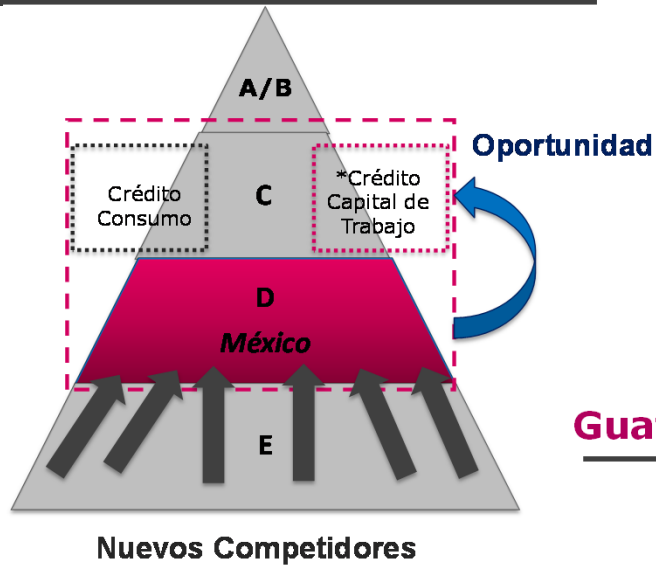 A/B
Oportunidad
Crédito
Consumo
C
*Crédito
Capital de
Trabajo
D
México
E
Nuevos Competidores